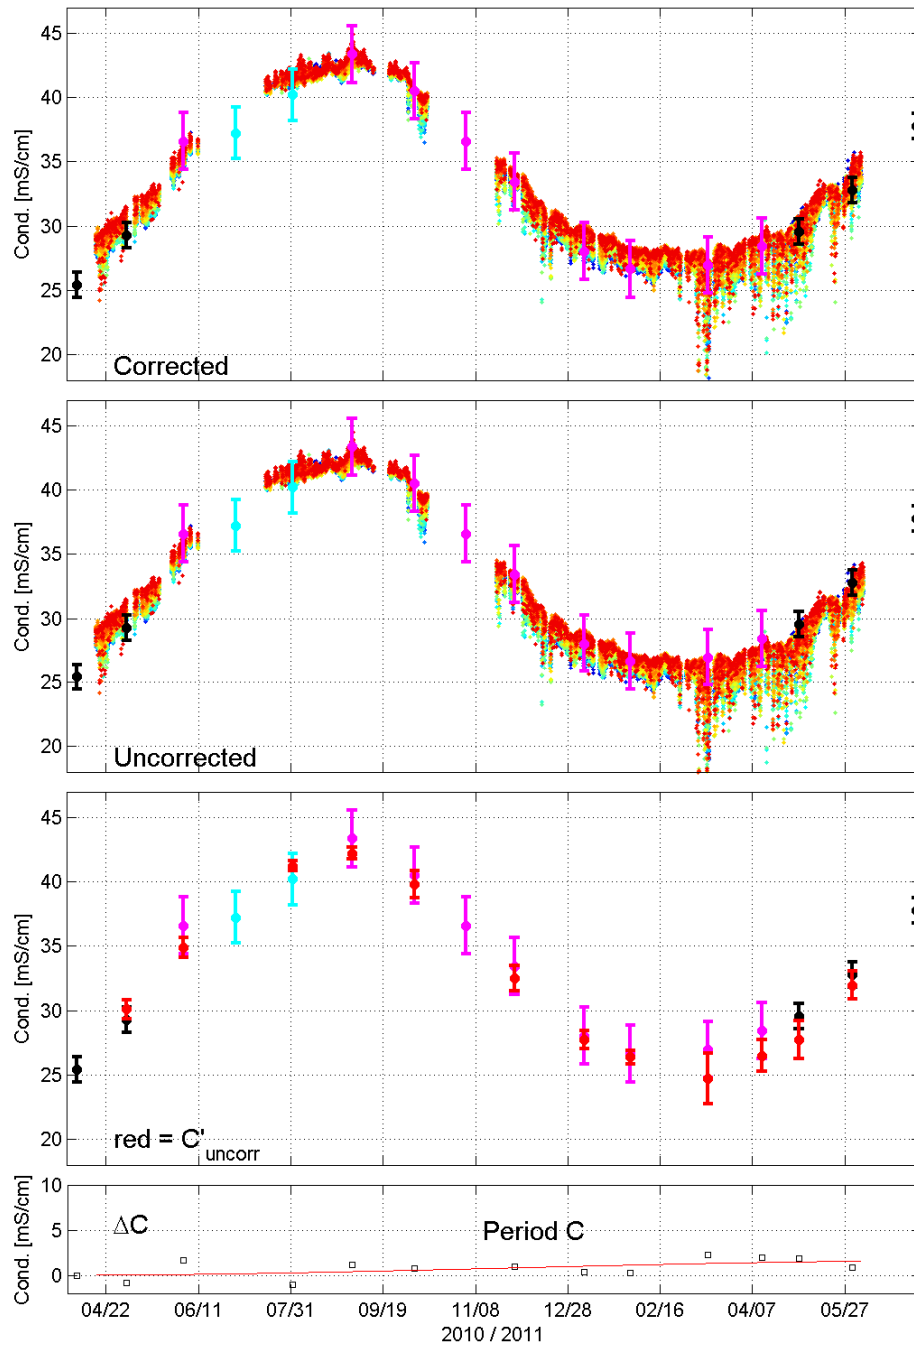 45
40
35
30
25
20
Cond. [mS/cm]
Corrected
45
40
35
30
25
20
Cond. [mS/cm]
Uncorrected
45
40
35
30
25
20
Cond. [mS/cm]
red = C'uncorr
10
5
0
Cond. [mS/cm]
ΔC
Period C
04/22 06/11 07/31 09/19 11/08 12/28 02/16 04/07 05/27
2010 / 2011